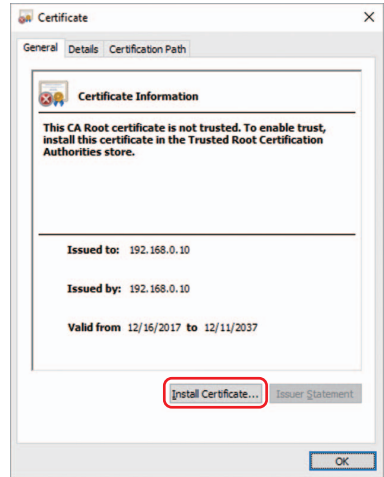 Certificate
General Details Certification Path
Certificate Information
This CA Root certificate is not trusted. To enable trust,
install this certificate in the Trusted Root Certification
Authorities store.
Issued to: 192.168.0.10
Issued by: 192.168.0.10
Valid from 12/16/2017 to 12/11/2037
Install Certificate... Issuer Statement
OK